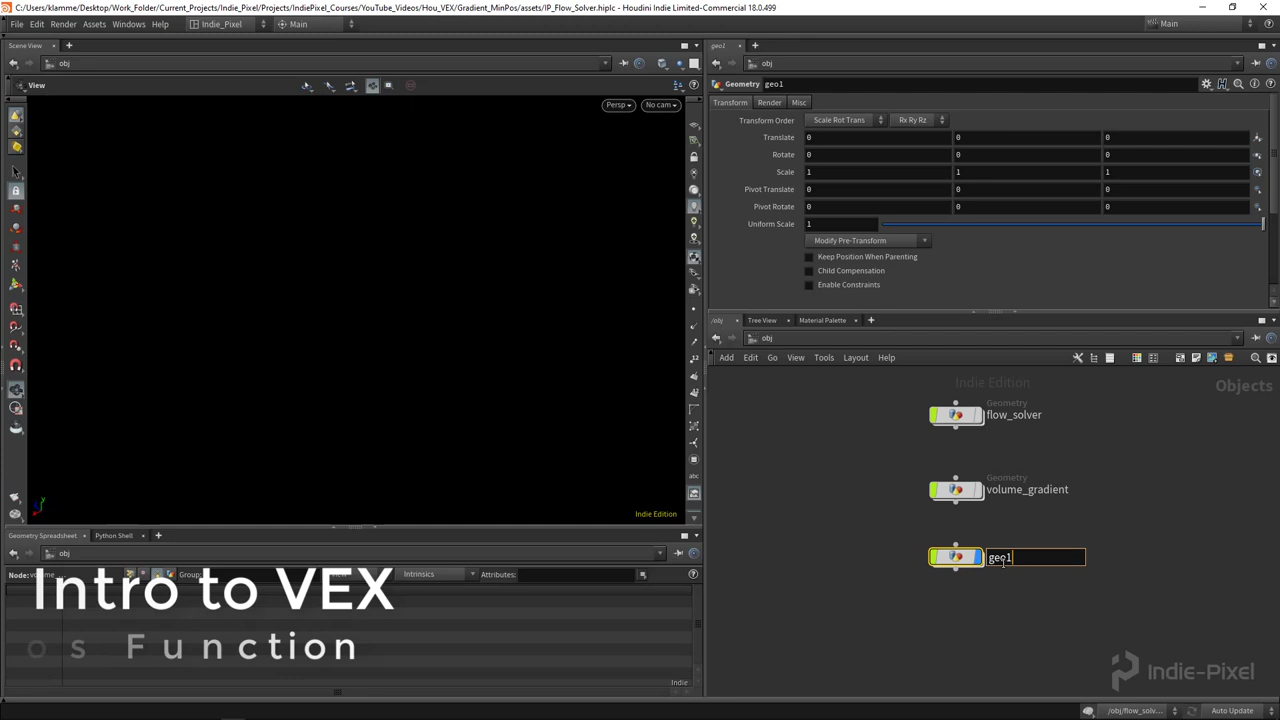 C:/Users/klamme/Desktop/Work_Folder/Current_Projects/Indie_Pixel/Projects/IndiePixel_Courses/YouTube_Videos/Hou_VEX/Gradient_MinPos/assets/IP_Flow_Solver.hiplc - Houdini Indie Limited-Commercial 18.0.499
File Edit Render Assets Windows Help Indie_Pixel Main Main
Scene View
obj
View
Persp No cam
Indie Edition
geo1
obj
Geometry geo1
Transform Render Misc
Transform Order Scale Rot Trans Rx Ry Rz
Translate 0 0 0
Rotate 0 0 0
Scale 1 1 1
Pivot Translate 0 0 0
Pivot Rotate 0 0 0
Uniform Scale 1
Modify Pre-Transform
Keep Position When Parenting
Child Compensation
Enable Constraints
/obj Tree View Material Palette
obj
Add Edit Go View Tools Layout Help
Indie Edition Objects
Geometry
flow_solver
Geometry
volume_gradient
geo1
Geometry Spreadsheet Python Shell
obj
Node: Group: Intrinsics Attributes:
Intro to VEX
o s Function
Indie
Indie-Pixel
/obj/flow_solv... Auto Update